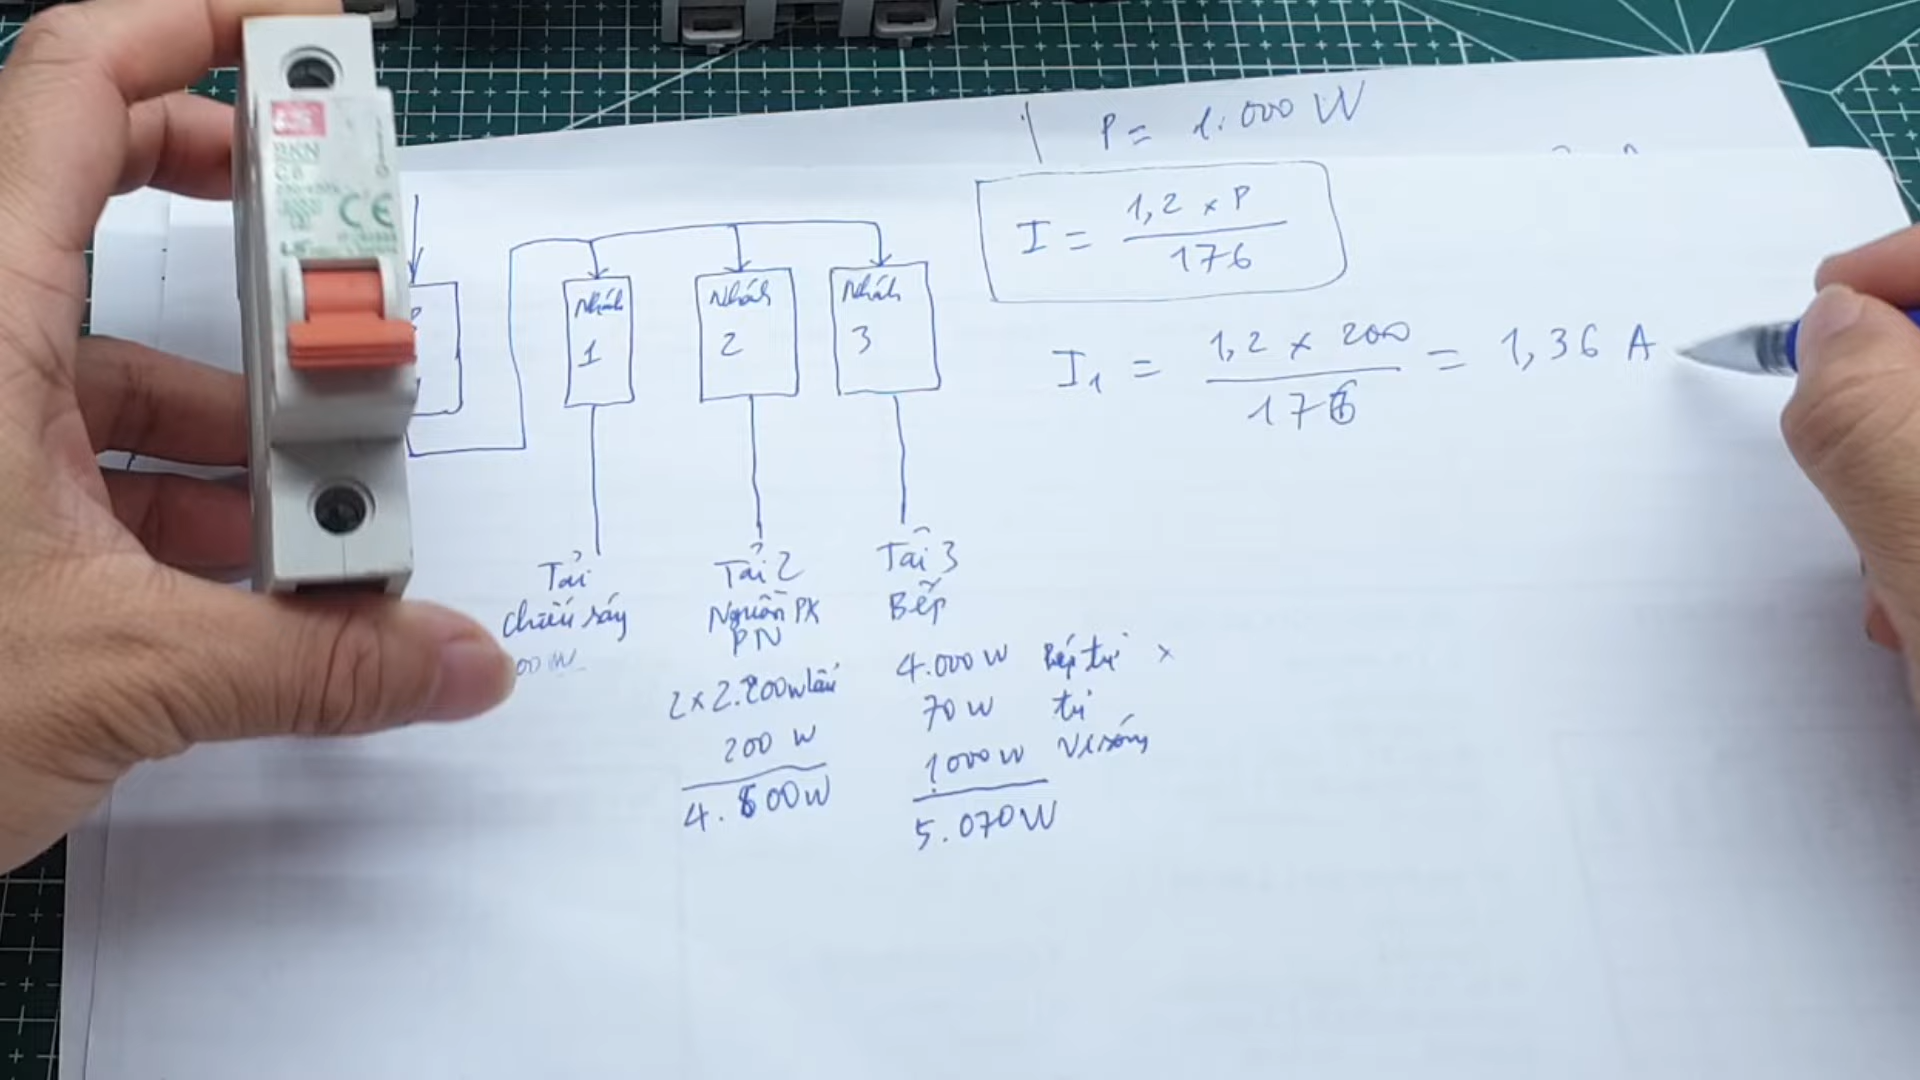 P = 1.000 W
I = 1,2 x P / 176
I1 = 1,2 x 200 / 176 = 1,36 A
BKN
C6
CE
Nhánh 1
Nhánh 2
Nhánh 3
Tải
chiếu sáng
00 W
Tải 2
Nguồn PK
PN
2 x 2.200w
200 W
4.600W
Tải 3
Bếp
4.000 W Bếp từ x
70 W tủ
1000 W Vi sóng
5.070W